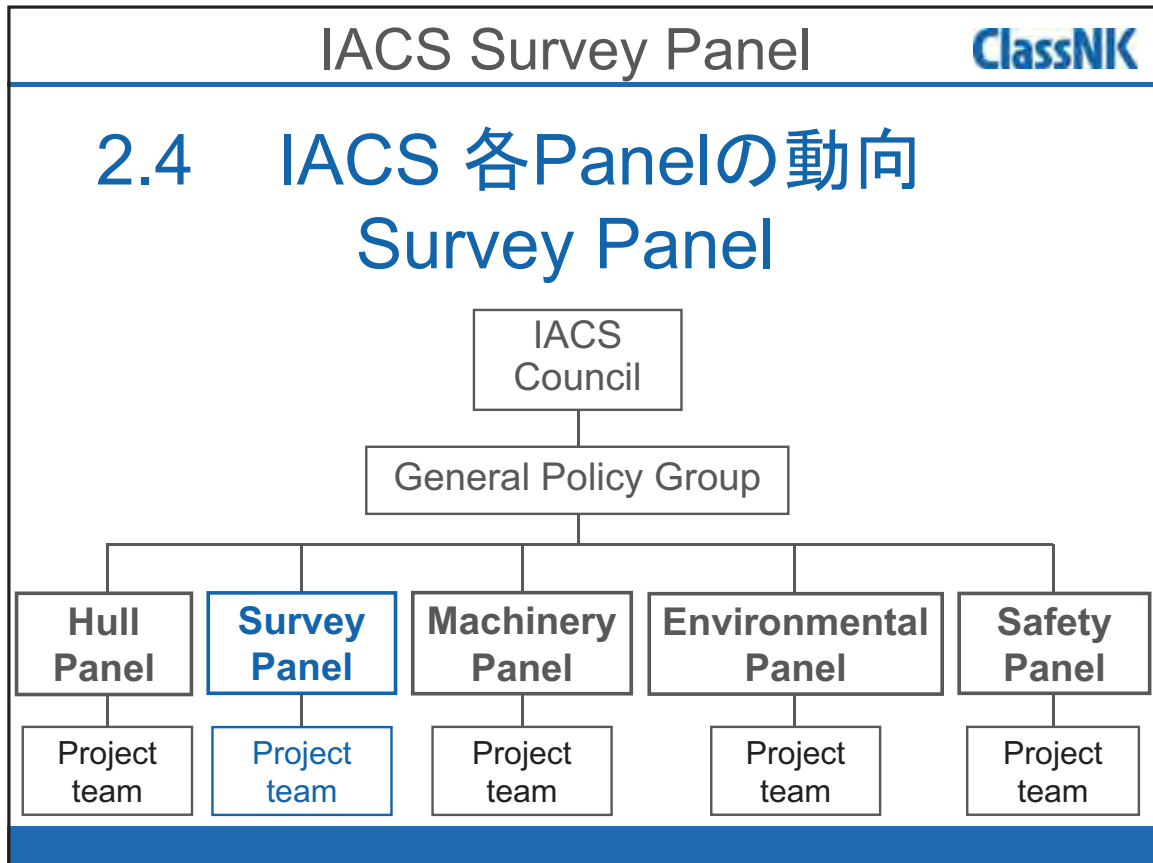 IACS Survey Panel
ClassNK
2.4 IACS 各Panelの動向
Survey Panel
IACS
Council
General Policy Group
Hull
Panel
Survey
Panel
Machinery
Panel
Environmental
Panel
Safety
Panel
Project
team
Project
team
Project
team
Project
team
Project
team